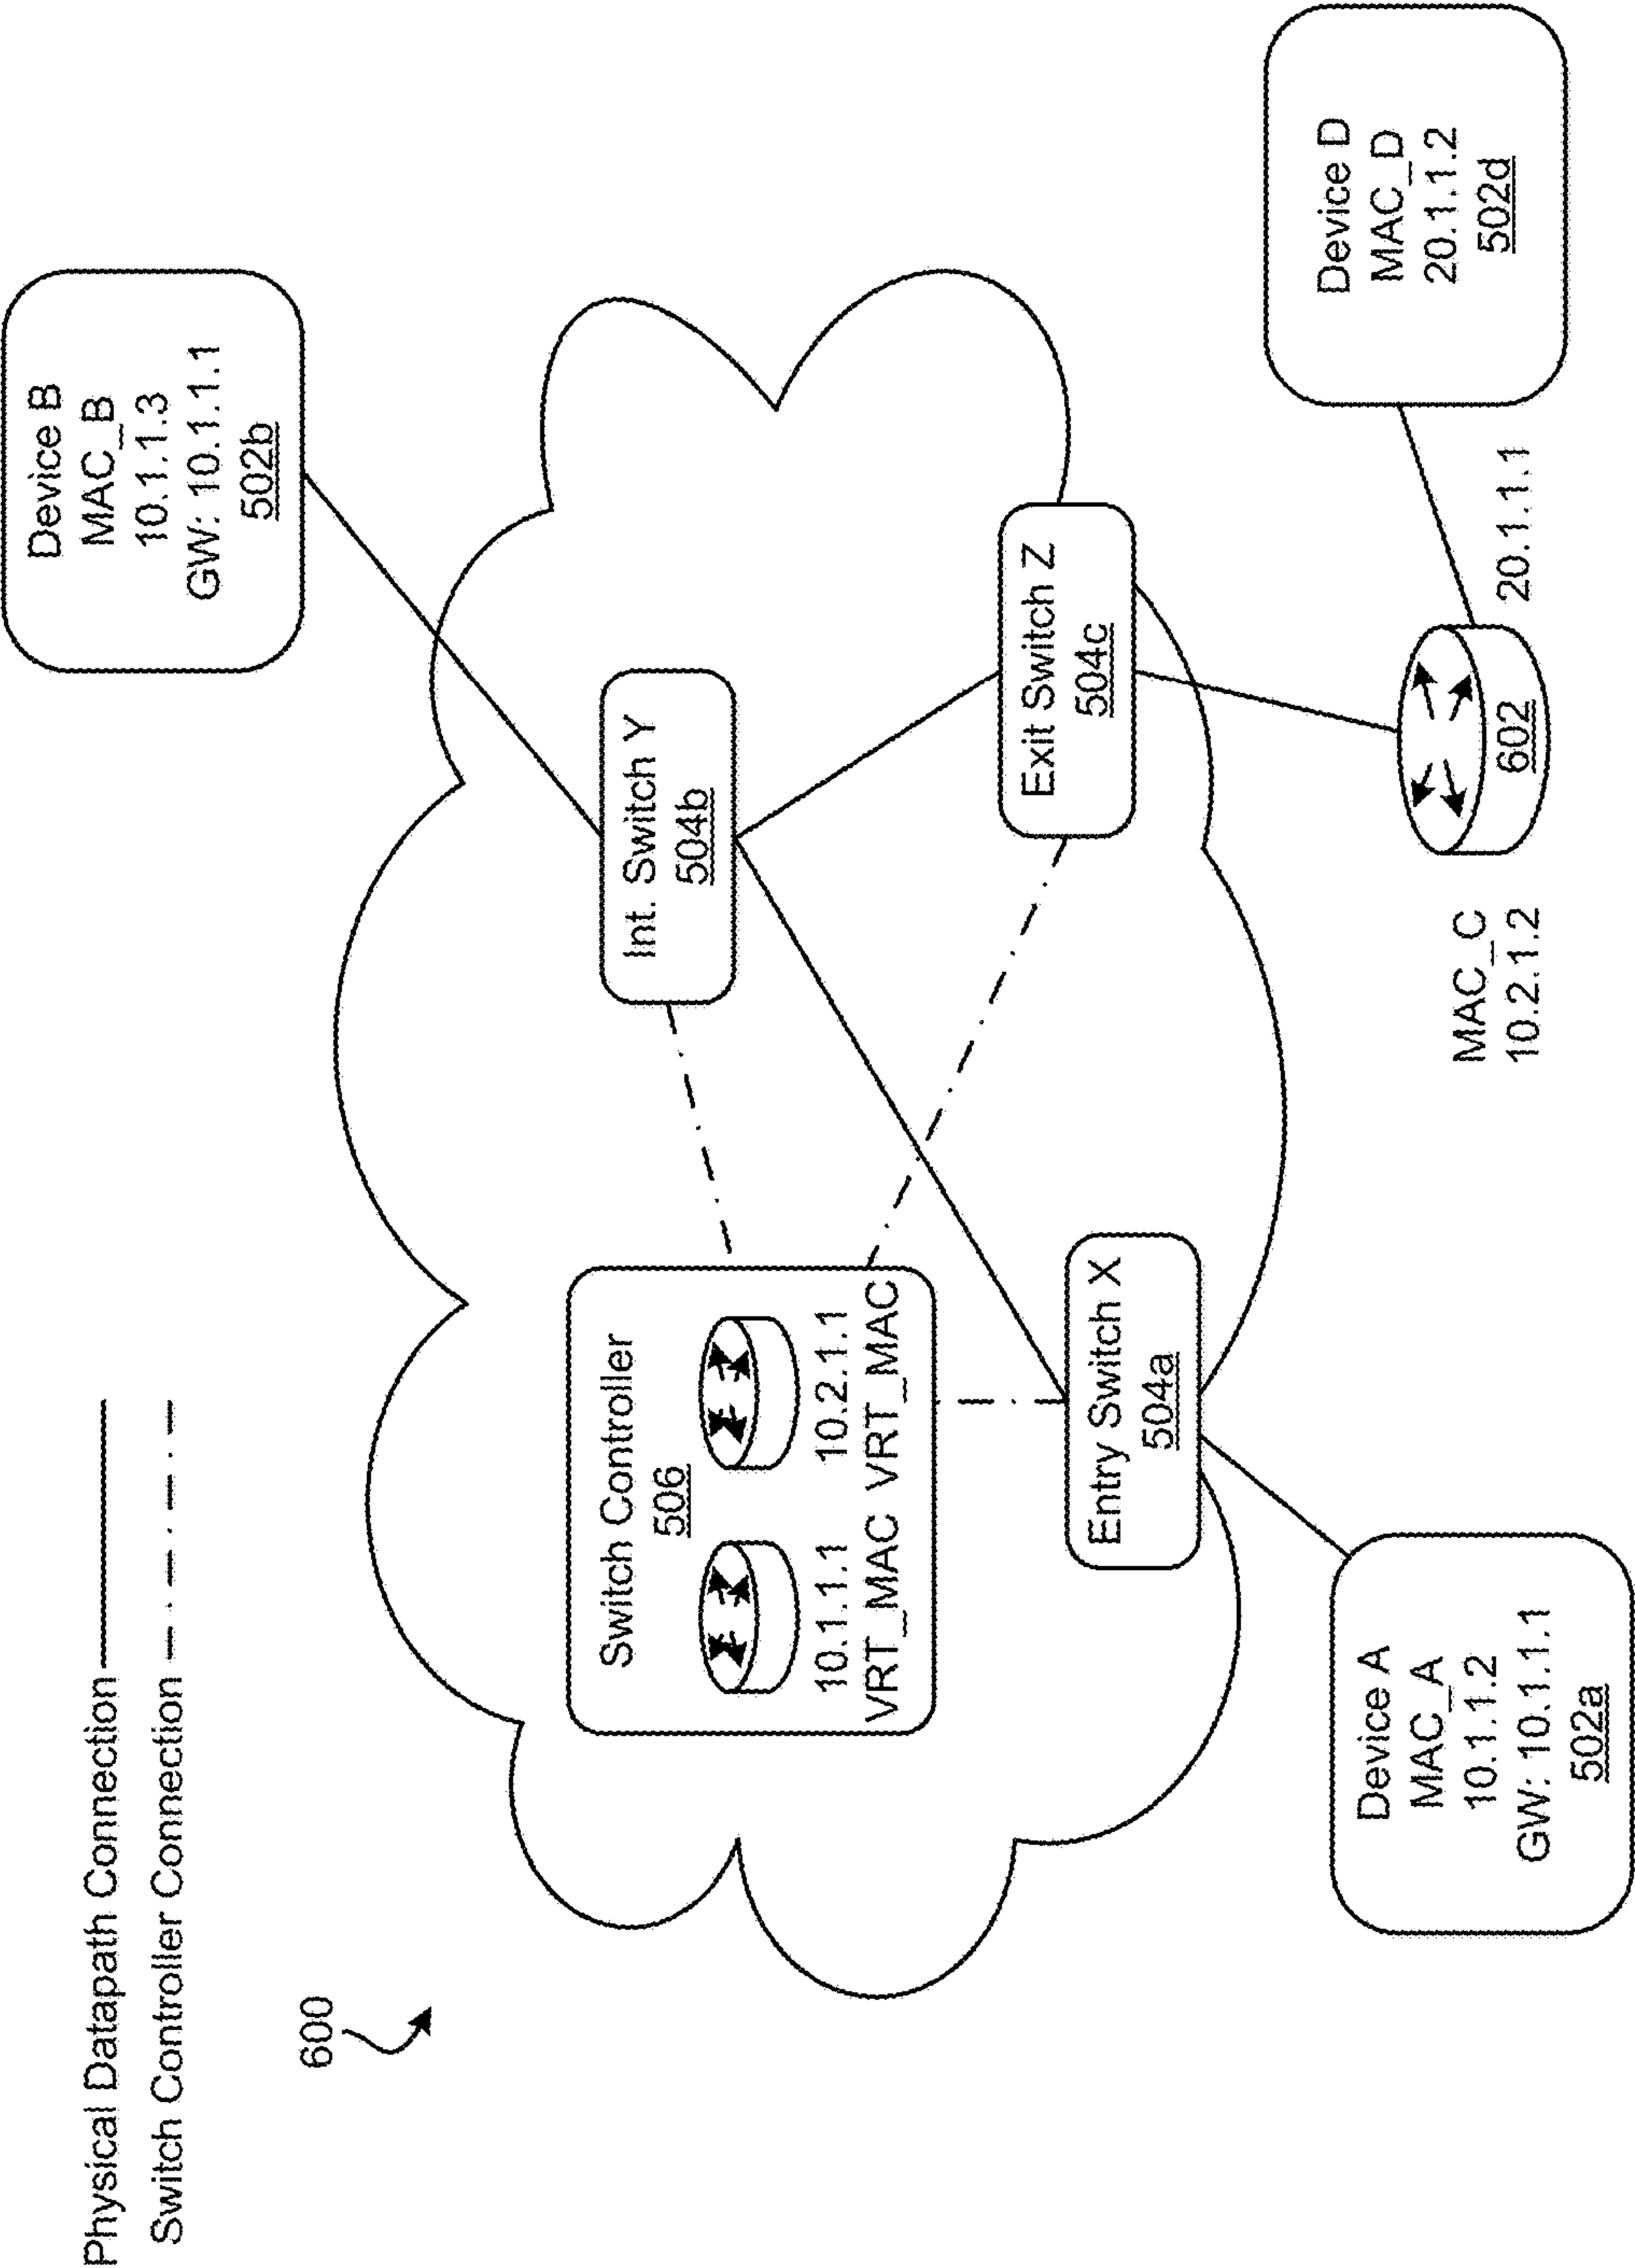 Physical Datapath Connection
Switch Controller Connection
600
Device B
MAC_B
10.1.1.3
GW: 10.1.1.1
502b
Switch Controller
506
10.1.1.1
VRT_MAC
10.2.1.1
VRT_MAC
Int. Switch Y
504b
Exit Switch Z
504c
Entry Switch X
504a
Device A
MAC_A
10.1.1.2
GW: 10.1.1.1
502a
MAC_C
10.2.1.2
602
20.1.1.1
Device D
MAC_D
20.1.1.2
502d